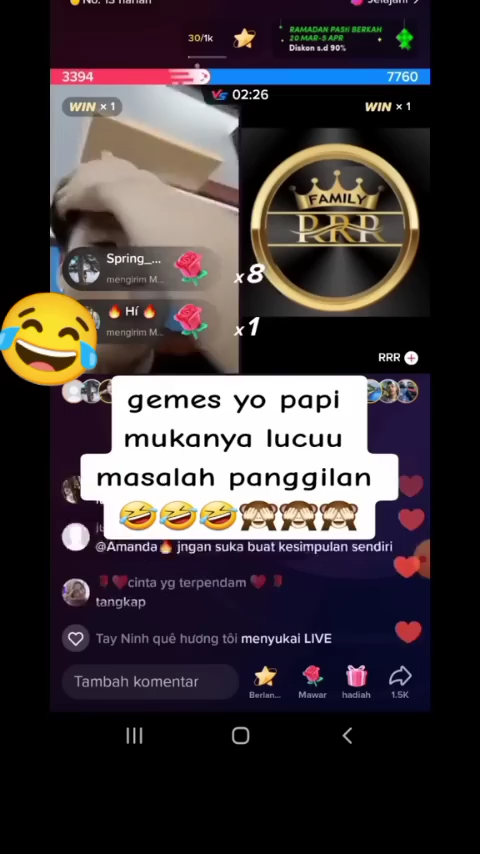 30/1k
RAMADAN PASTI BERKAH
20 MAR-5 APR
Diskon s.d 90%
3394
7760
VS 02:26
WIN × 1
WIN × 1
FAMILY
RRR
Spring_...
mengirim M...
x8
🔥 Hí 🔥
mengirim M...
x1
RRR
gemes yo papi
mukanya lucuu
masalah panggilan
🤣🤣🤣🙈🙈🙈
@Amanda🔥 jngan suka buat kesimpulan sendiri
cinta yg terpendam
tangkap
Tay Ninh quê hương tôi menyukai LIVE
Tambah komentar
Berlan...
Mawar
hadiah
1.5K